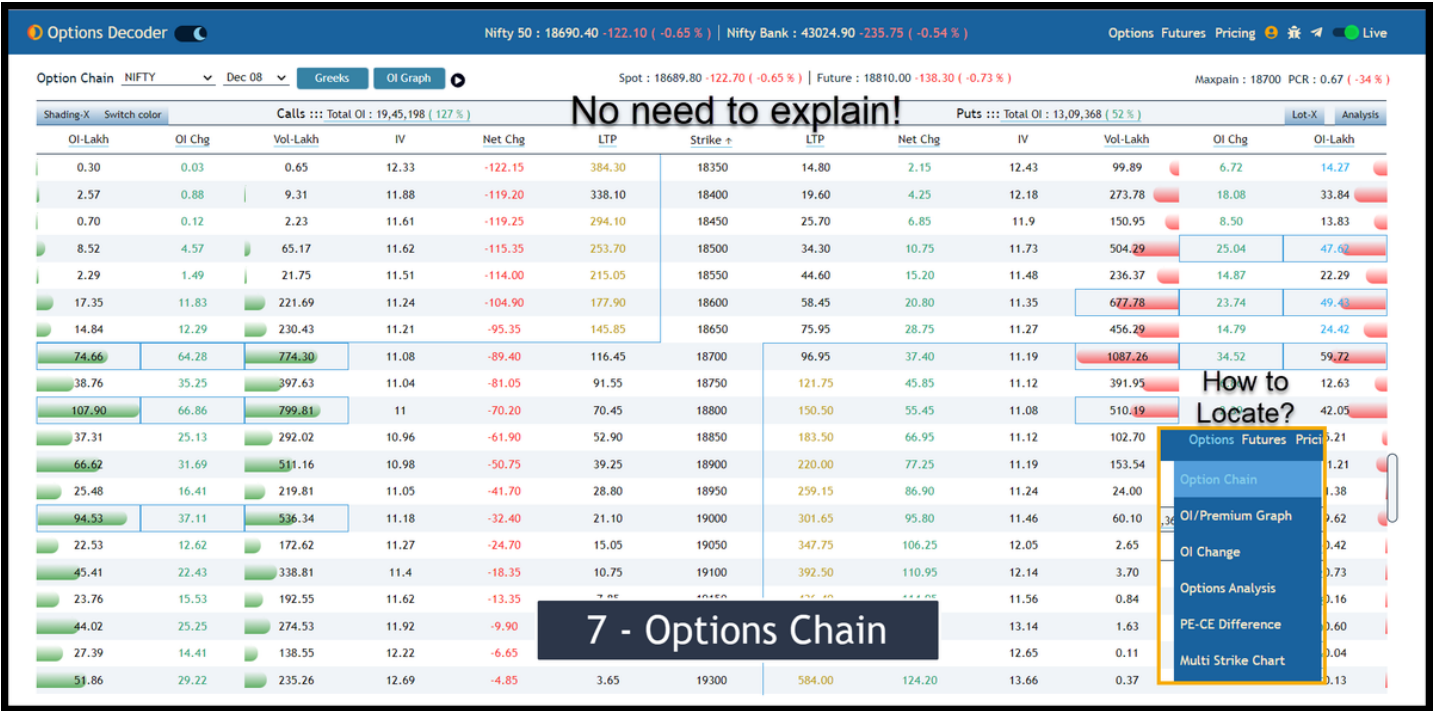 Options Decoder Nifty 50 : 18690.40 -122.10 ( -0.65 % ) | Nifty Bank : 43024.90 -235.75 ( -0.54 % ) Options Futures Pricing Live
Option Chain NIFTY Dec 08 Greeks OI Graph Spot : 18689.80 -122.70 ( -0.65 % ) | Future : 18810.00 -138.30 ( -0.73 % ) Maxpain : 18700 PCR : 0.67 ( -34 % )
No need to explain!
Shading-X Switch color Calls ::: Total OI : 19,45,198 ( 127 % ) Puts ::: Total OI : 13,09,368 ( 52 % ) Lot-X Analysis
OI-Lakh OI Chg Vol-Lakh IV Net Chg LTP Strike ↑ LTP Net Chg IV Vol-Lakh OI Chg OI-Lakh
0.30 0.03 0.65 12.33 -122.15 384.30 18350 14.80 2.15 12.43 99.89 6.72 14.27
2.57 0.88 9.31 11.88 -119.20 338.10 18400 19.60 4.25 12.18 273.78 18.08 33.84
0.70 0.12 2.23 11.61 -119.25 294.10 18450 25.70 6.85 11.9 150.95 8.50 13.83
8.52 4.57 65.17 11.62 -115.35 253.70 18500 34.30 10.75 11.73 504.29 25.04 47.62
2.29 1.49 21.75 11.51 -114.00 215.05 18550 44.60 15.20 11.48 236.37 14.87 22.29
17.35 11.83 221.69 11.24 -104.90 177.90 18600 58.45 20.80 11.35 677.78 23.74 49.43
14.84 12.29 230.43 11.21 -95.35 145.85 18650 75.95 28.75 11.27 456.29 14.79 24.42
74.66 64.28 774.30 11.08 -89.40 116.45 18700 96.95 37.40 11.19 1087.26 34.52 59.72
38.76 35.25 397.63 11.04 -81.05 91.55 18750 121.75 45.85 11.12 391.95 12.63
107.90 66.86 799.81 11 -70.20 70.45 18800 150.50 55.45 11.08 510.19 42.05
37.31 25.13 292.02 10.96 -61.90 52.90 18850 183.50 66.95 11.12 102.70
66.62 31.69 511.16 10.98 -50.75 39.25 18900 220.00 77.25 11.19 153.54
25.48 16.41 219.81 11.05 -41.70 28.80 18950 259.15 86.90 11.24 24.00
94.53 37.11 536.34 11.18 -32.40 21.10 19000 301.65 95.80 11.46 60.10
22.53 12.62 172.62 11.27 -24.70 15.05 19050 347.75 106.25 12.05 2.65
45.41 22.43 338.81 11.4 -18.35 10.75 19100 392.50 110.95 12.14 3.70
23.76 15.53 192.55 11.62 -13.35 11.56 0.84
44.02 25.25 274.53 11.92 -9.90 13.14 1.63
27.39 14.41 138.55 12.22 -6.65 12.65 0.11
51.86 29.22 235.26 12.69 -4.85 3.65 19300 584.00 124.20 13.66 0.37
How to
Locate?
Options Futures
Option Chain
OI/Premium Graph
OI Change
Options Analysis
PE-CE Difference
Multi Strike Chart
7 - Options Chain